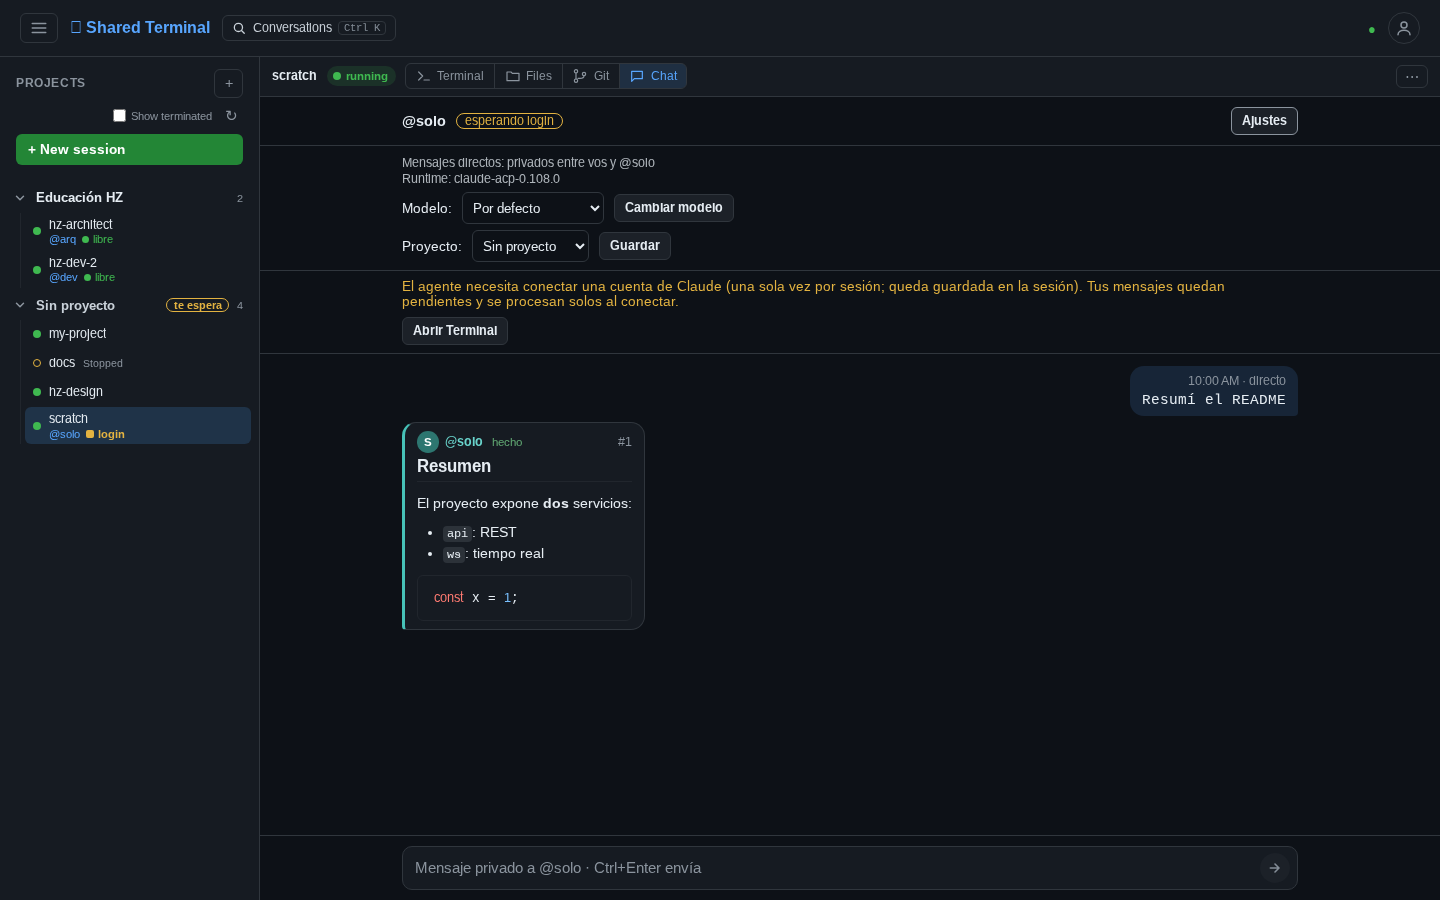 Shared Terminal
Conversations Ctrl K
PROJECTS
+
Show terminated ↻
+ New session
Educación HZ 2
hz-architect
@arq libre
hz-dev-2
@dev libre
Sin proyecto te espera 4
my-project
docs Stopped
hz-design
scratch
@solo login
scratch running Terminal Files Git Chat ···
@solo esperando login Ajustes
Mensajes directos: privados entre vos y @solo
Runtime: claude-acp-0.108.0
Modelo: Por defecto Cambiar modelo
Proyecto: Sin proyecto Guardar
El agente necesita conectar una cuenta de Claude (una sola vez por sesión; queda guardada en la sesión). Tus mensajes quedan
pendientes y se procesan solos al conectar.
Abrir Terminal
10:00 AM · directo
Resumí el README
S @solo hecho #1
Resumen
El proyecto expone dos servicios:
• api: REST
• ws: tiempo real
const x = 1;
Mensaje privado a @solo · Ctrl+Enter envía